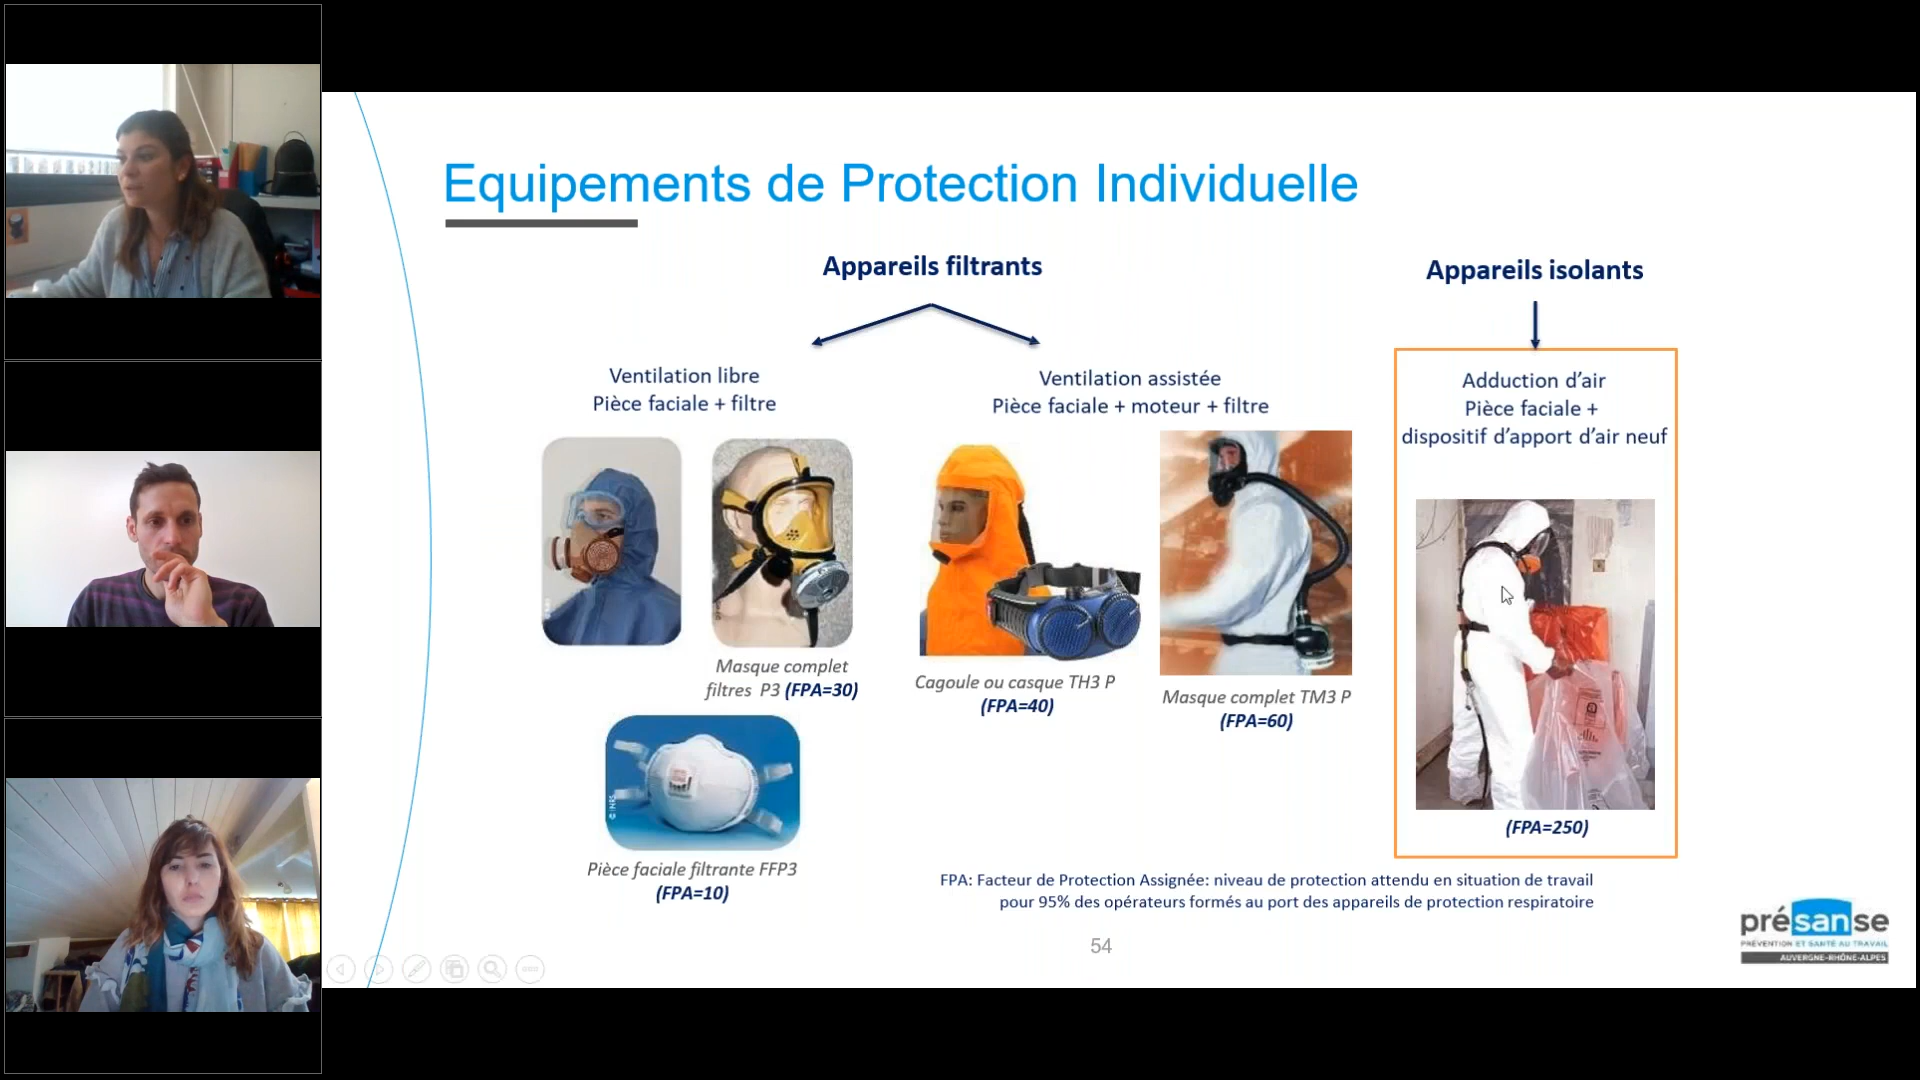 Equipements de Protection Individuelle
Appareils filtrants
Appareils isolants
Ventilation libre
Pièce faciale + filtre
Ventilation assistée
Pièce faciale + moteur + filtre
Adduction d'air
Pièce faciale +
dispositif d'apport d'air neuf
Masque complet
filtres P3 (FPA=30)
Cagoule ou casque TH3 P
(FPA=40)
Masque complet TM3 P
(FPA=60)
(FPA=250)
© INRS
Pièce faciale filtrante FFP3
(FPA=10)
FPA: Facteur de Protection Assignée: niveau de protection attendu en situation de travail
pour 95% des opérateurs formés au port des appareils de protection respiratoire
54
présanse
PRÉVENTION ET SANTÉ AU TRAVAIL
AUVERGNE-RHÔNE-ALPES